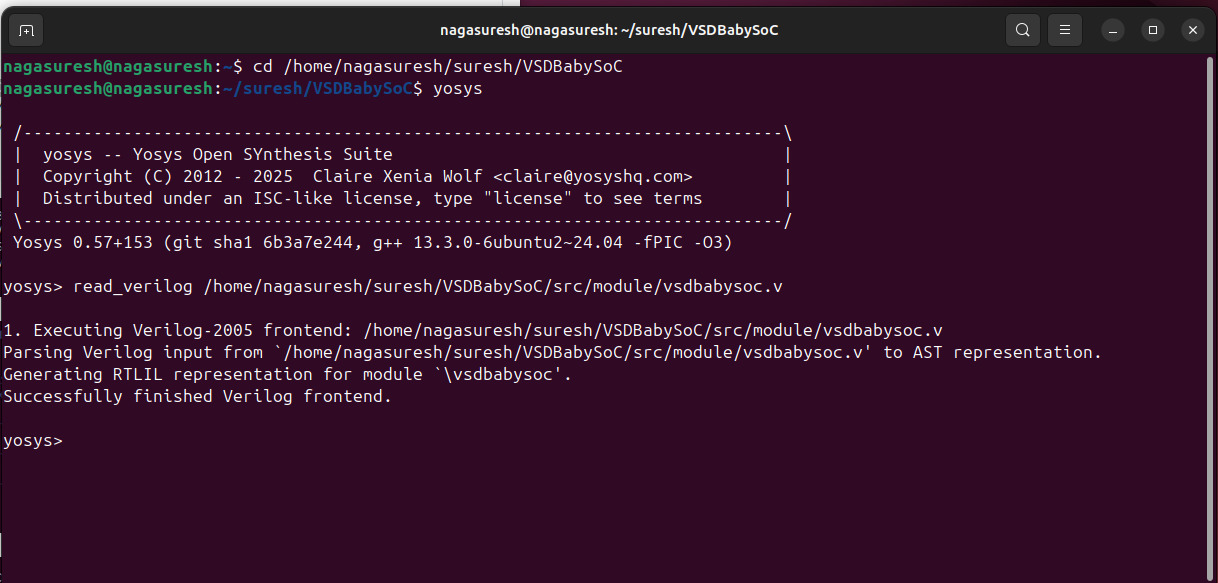 nagasuresh@nagasuresh: ~/suresh/VSDBabySoC
nagasuresh@nagasuresh:~$ cd /home/nagasuresh/suresh/VSDBabySoC
nagasuresh@nagasuresh:~/suresh/VSDBabySoC$ yosys
/----------------------------------------------------------------------------\
|  yosys -- Yosys Open SYnthesis Suite                                       |
|  Copyright (C) 2012 - 2025  Claire Xenia Wolf <claire@yosyshq.com>         |
|  Distributed under an ISC-like license, type "license" to see terms        |
\----------------------------------------------------------------------------/
Yosys 0.57+153 (git sha1 6b3a7e244, g++ 13.3.0-6ubuntu2~24.04 -fPIC -O3)
yosys> read_verilog /home/nagasuresh/suresh/VSDBabySoC/src/module/vsdbabysoc.v
1. Executing Verilog-2005 frontend: /home/nagasuresh/suresh/VSDBabySoC/src/module/vsdbabysoc.v
Parsing Verilog input from `/home/nagasuresh/suresh/VSDBabySoC/src/module/vsdbabysoc.v' to AST representation.
Generating RTLIL representation for module `\vsdbabysoc'.
Successfully finished Verilog frontend.
yosys>